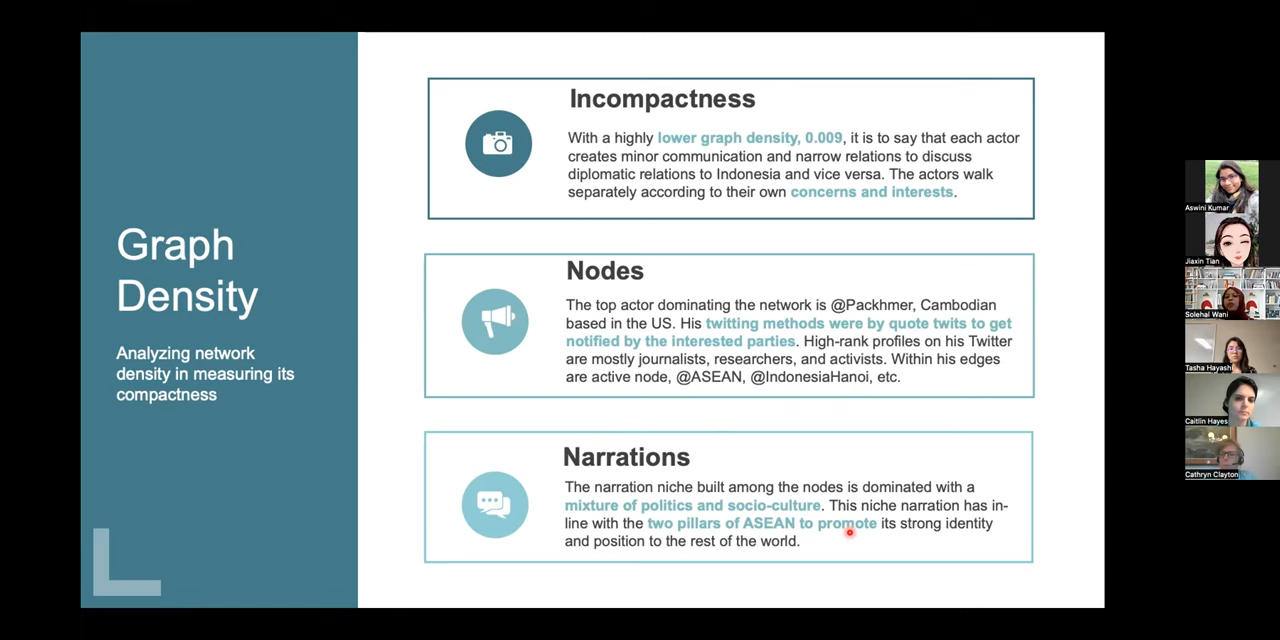 Graph
Density
Analyzing network
density in measuring its
compactness
Incompactness
With a highly lower graph density, 0.009, it is to say that each actor
creates minor communication and narrow relations to discuss
diplomatic relations to Indonesia and vice versa. The actors walk
separately according to their own concerns and interests.
Nodes
The top actor dominating the network is @Packhmer, Cambodian
based in the US. His twitting methods were by quote twits to get
notified by the interested parties. High-rank profiles on his Twitter
are mostly journalists, researchers, and activists. Within his edges
are active node, @ASEAN, @IndonesiaHanoi, etc.
Narrations
The narration niche built among the nodes is dominated with a
mixture of politics and socio-culture. This niche narration has in-
line with the two pillars of ASEAN to promote its strong identity
and position to the rest of the world.
Aswini Kumar
Jiaxin Tian
Solehal Wani
Tasha Hayash
Caitlin Hayes
Cathryn Clayton